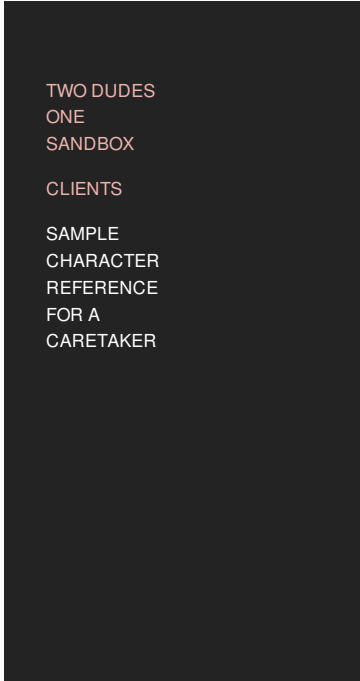 TWO DUDES
ONE
SANDBOX
CLIENTS
SAMPLE
CHARACTER
REFERENCE
FOR A
CARETAKER